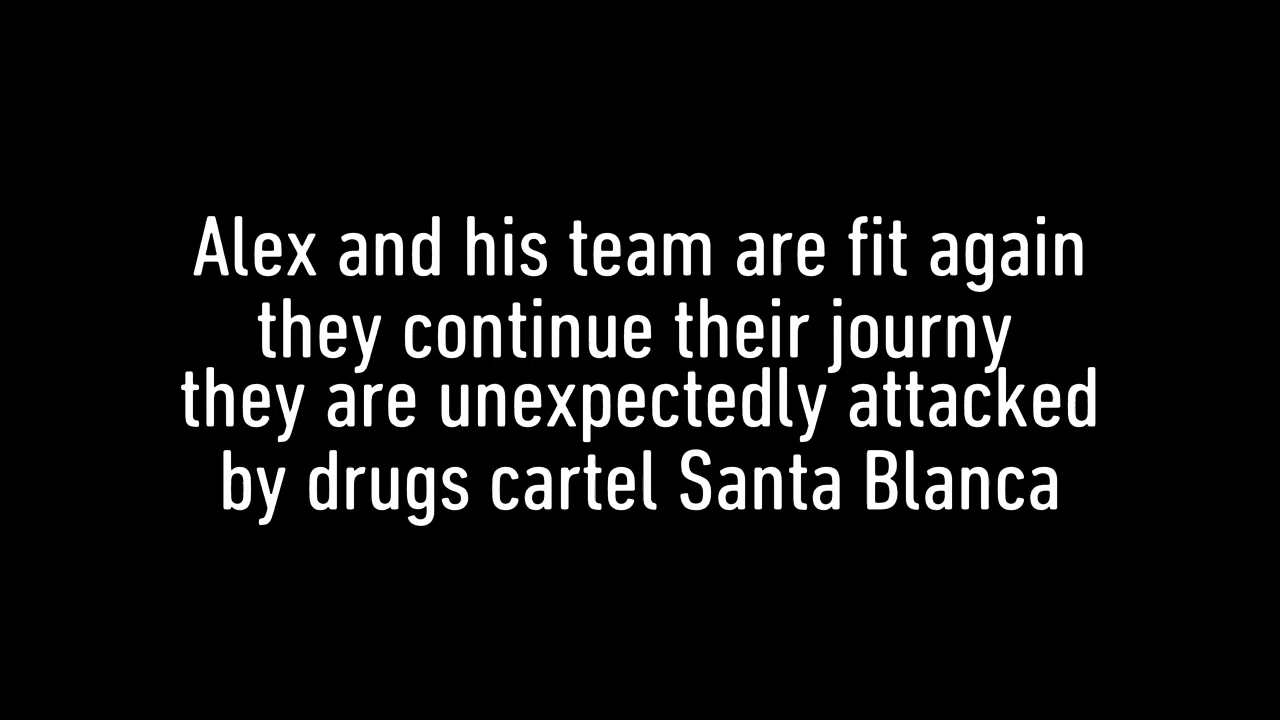 Alex and his team are fit again
they continue their journy
they are unexpectedly attacked
by drugs cartel Santa Blanca